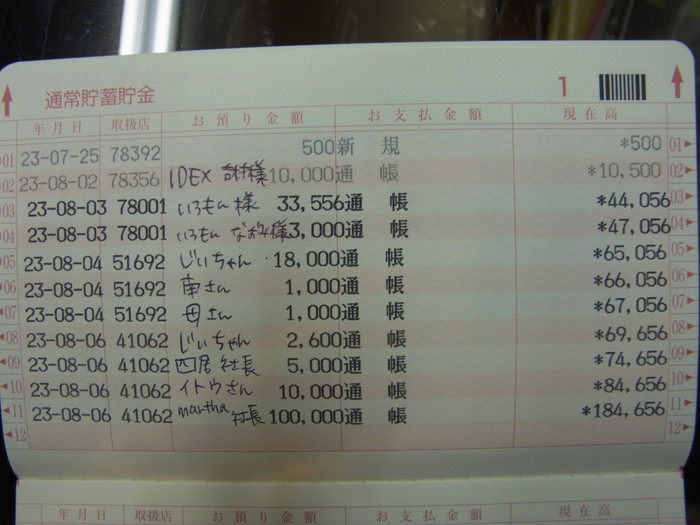 通常貯蓄貯金 1
年月日 取扱店 お預り金額 お支払金額 現在高
01 23-07-25 78392 500 新規 *500 01
02 23-08-02 78356 IDEX 様 10,000 通帳 *10,500 02
03 23-08-03 78001 いろもん様 33,556 通帳 *44,056 03
04 23-08-03 78001 いろもん なお子様 3,000 通帳 *47,056 04
05 23-08-04 51692 じいちゃん 18,000 通帳 *65,056 05
06 23-08-04 51692 南さん 1,000 通帳 *66,056 06
07 23-08-04 51692 母さん 1,000 通帳 *67,056 07
08 23-08-06 41062 じいちゃん 2,600 通帳 *69,656 08
09 23-08-06 41062 四居 社長 5,000 通帳 *74,656 09
10 23-08-06 41062 イトウさん 10,000 通帳 *84,656 10
11 23-08-06 41062 martha 社長 100,000 通帳 *184,656 11
12 12
年月日 取扱店 お預り金額 お支払金額 現在高